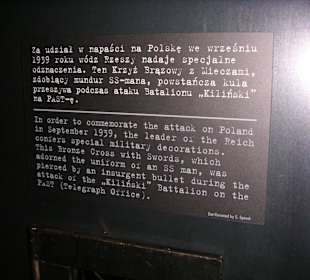 Za udział w napaści na Polskę we wrześniu
1939 roku wódz Rzeszy nadaje specjalne
odznaczenia. Ten Krzyż Brązowy z Mieczami,
zdobiący mundur SS-mana, powstańcza kula
przeszywa podczas ataku Batalionu „Kiliński”
na PAST-ę.
In order to commemorate the attack on Poland
in September 1939, the leader of the Reich
confers special military decorations.
This Bronze Cross with Swords, which
adorned the uniform of an SS man, was
pierced by an insurgent bullet during the
attack of the „Kiliński” Battalion on the
PAST (Telegraph Office).